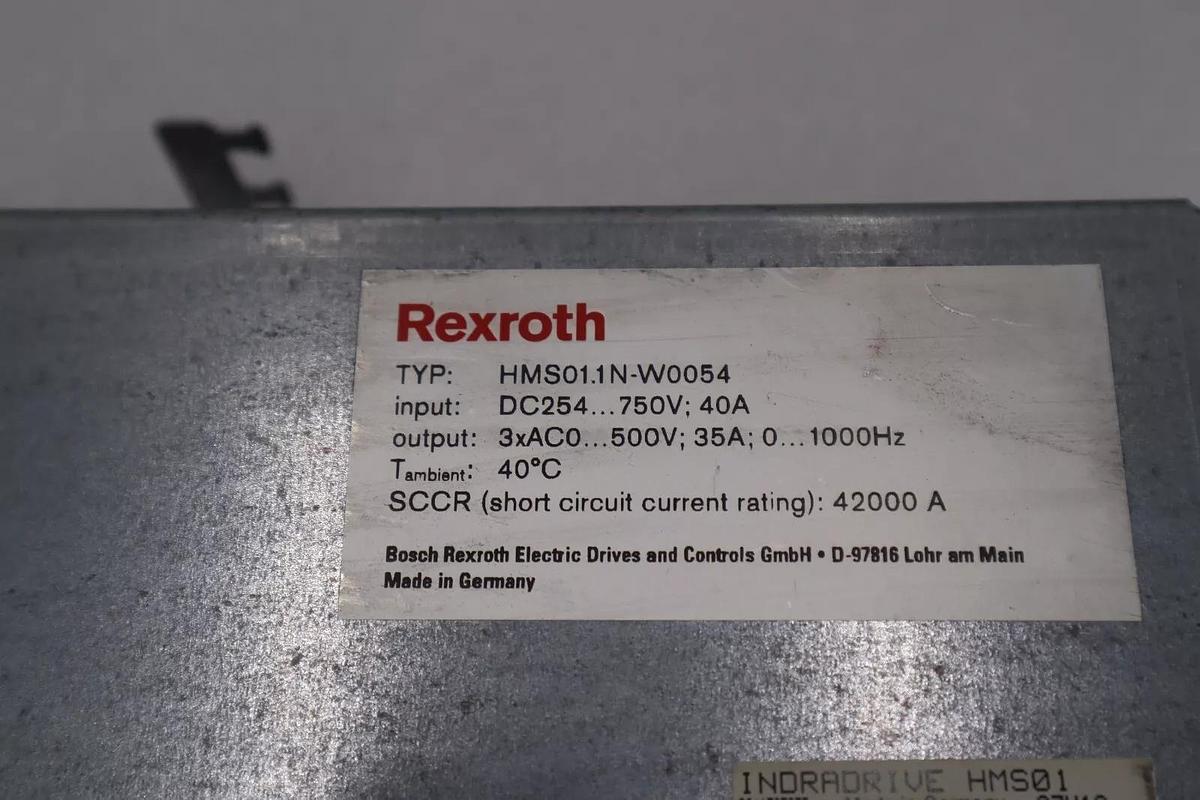 Rexroth
TYP: HMS01.1N-W0054
input: DC254...750V; 40A
output: 3xAC0...500V; 35A; 0...1000Hz
Tambient: 40°C
SCCR (short circuit current rating): 42000 A
Bosch Rexroth Electric Drives and Controls GmbH • D-97816 Lohr am Main
Made in Germany
INDRADRIVE HMS01